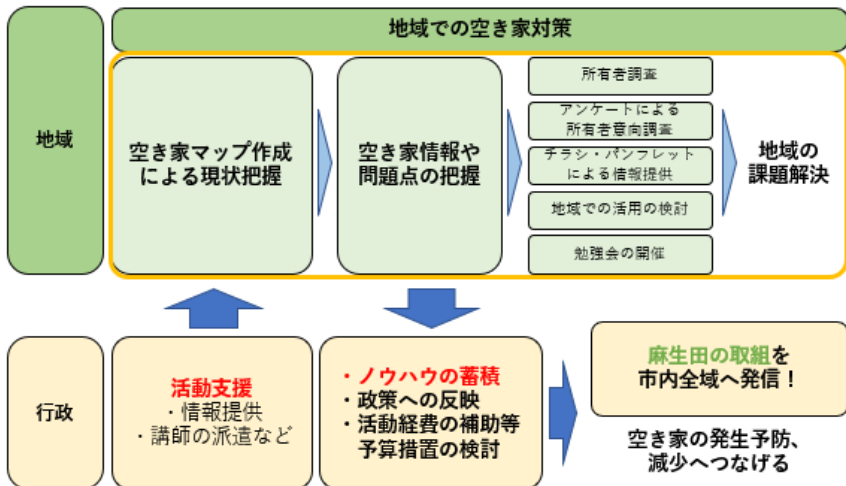 地域
地域での空き家対策
空き家マップ作成
による現状把握
空き家情報や
問題点の把握
所有者調査
アンケートによる
所有者意向調査
チラシ・パンフレット
による情報提供
地域での活用の検討
勉強会の開催
地域の
課題解決
行政
活動支援
・情報提供
・講師の派遣など
・ノウハウの蓄積
・政策への反映
・活動経費の補助等
予算措置の検討
麻生田の取組を
市内全域へ発信！
空き家の発生予防、
減少へつなげる